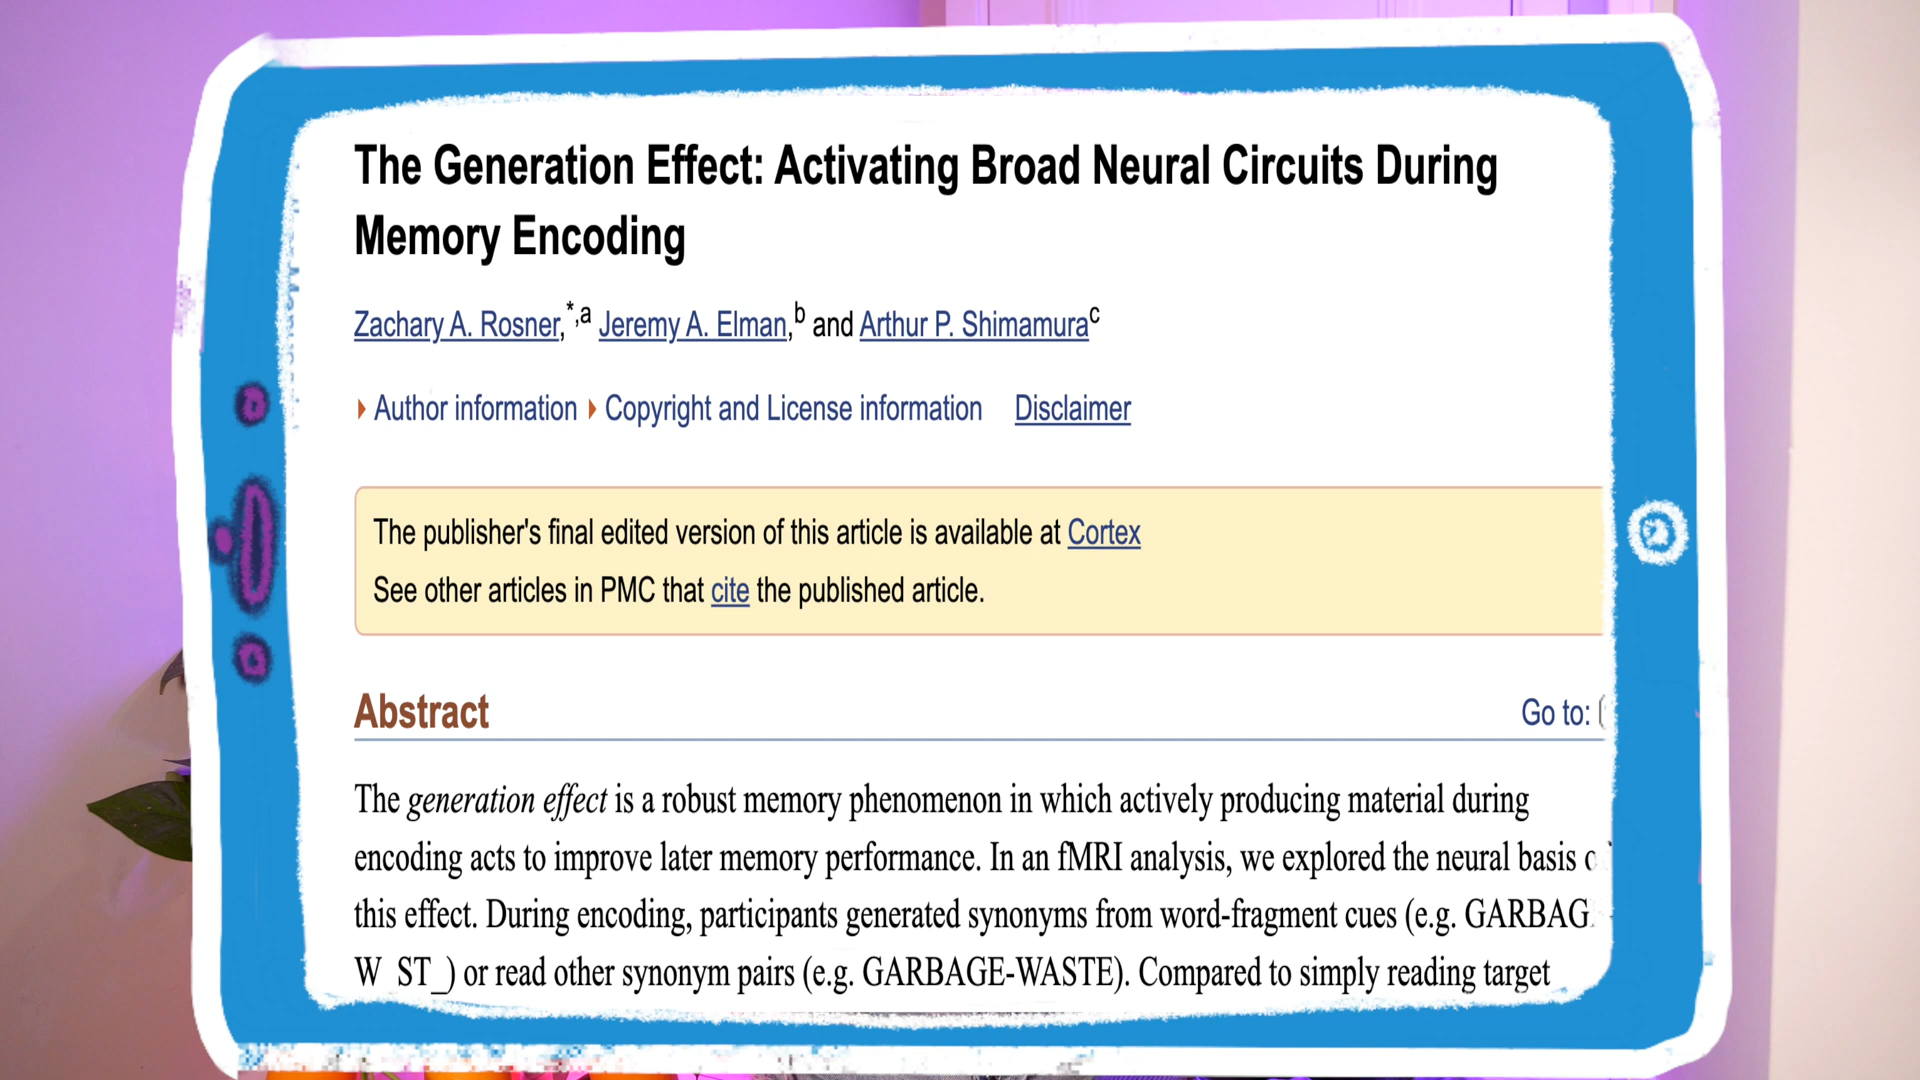 The Generation Effect: Activating Broad Neural Circuits During
Memory Encoding
Zachary A. Rosner,*,a Jeremy A. Elman,b and Arthur P. Shimamurac
Author information Copyright and License information Disclaimer
The publisher's final edited version of this article is available at Cortex
See other articles in PMC that cite the published article.
Abstract
Go to:
The generation effect is a robust memory phenomenon in which actively producing material during
encoding acts to improve later memory performance. In an fMRI analysis, we explored the neural basis
this effect. During encoding, participants generated synonyms from word-fragment cues (e.g. GARBAG
W ST_) or read other synonym pairs (e.g. GARBAGE-WASTE). Compared to simply reading target